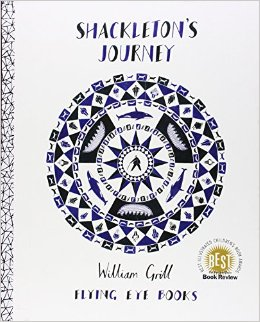 SHACKLETON'S
JOURNEY
William Grill
FLYING EYE BOOKS
BEST
Book Review